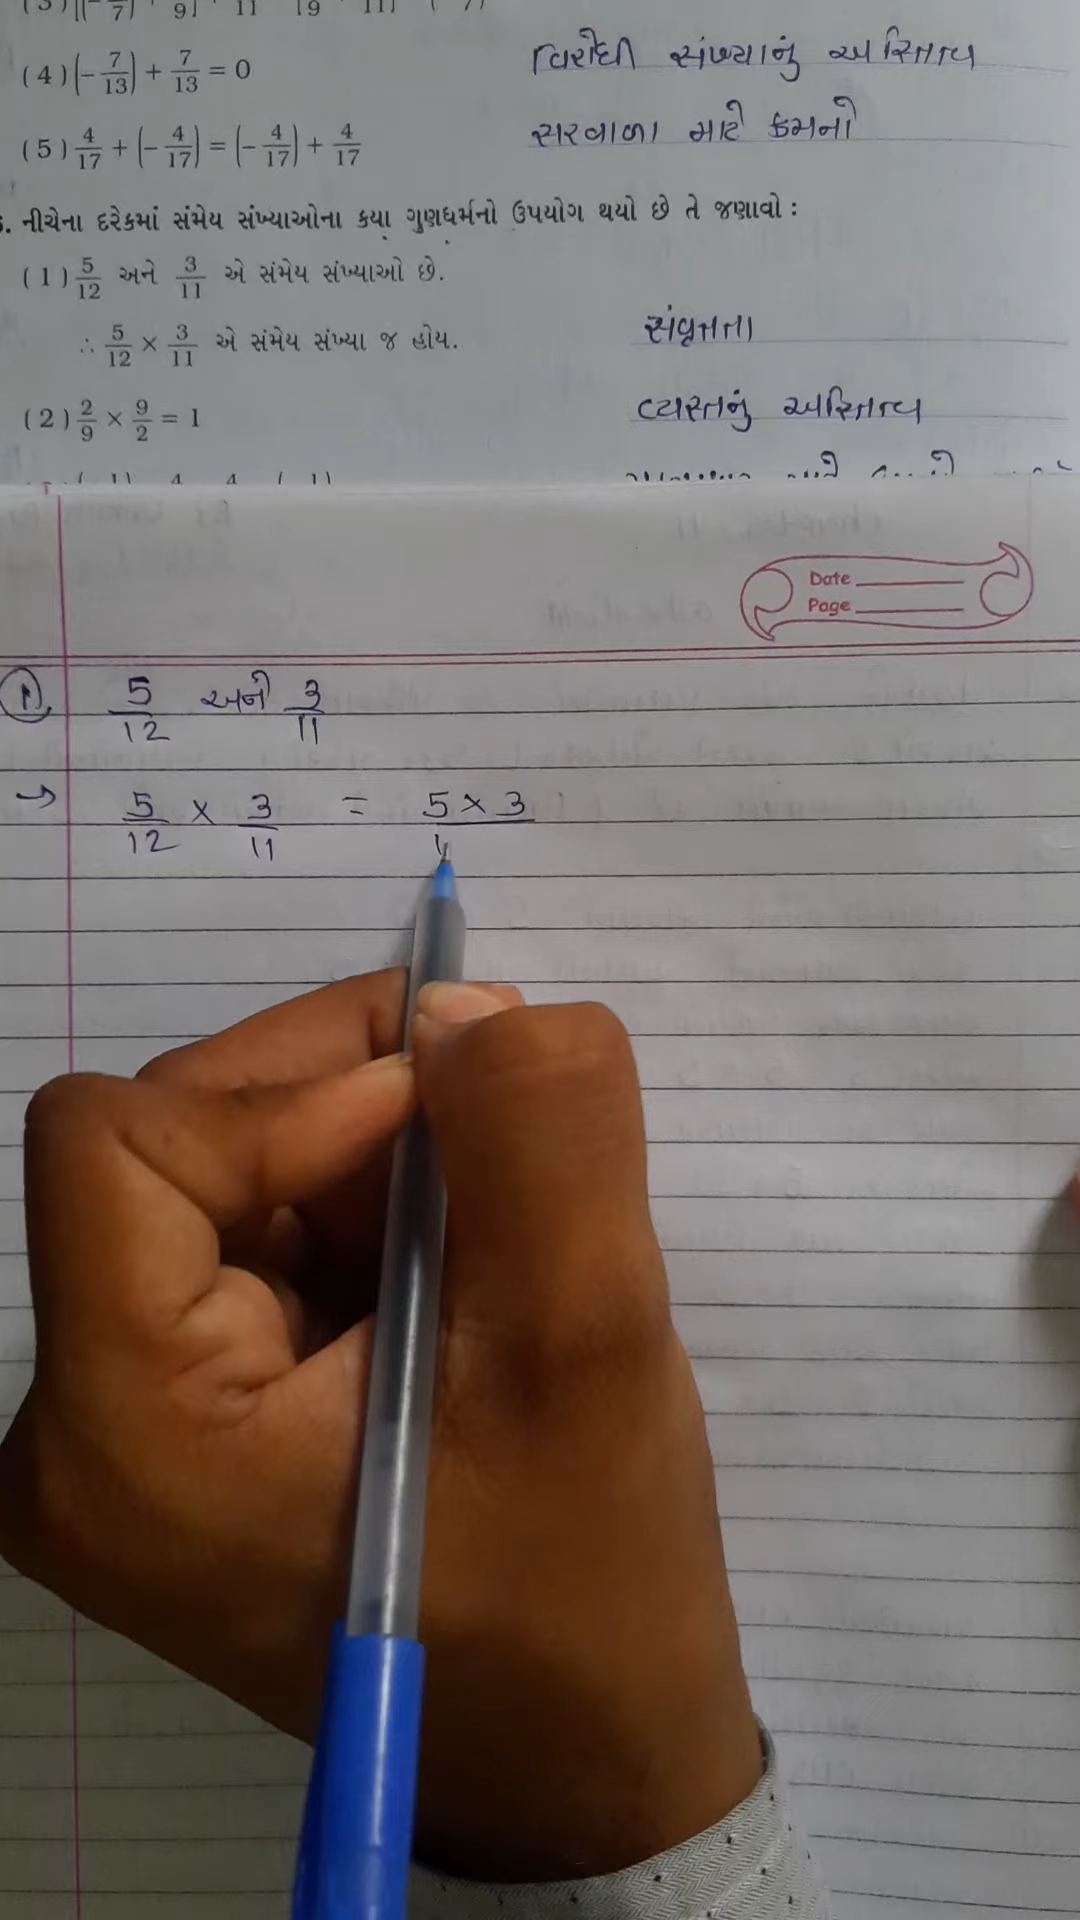 (4) (-7/13) + 7/13 = 0 વિરોધી સંખ્યાનું અસ્તિત્વ
(5) 4/17 + (-4/17) = (-4/17) + 4/17 સરવાળા માટે ક્રમનો
નીચેના દરેકમાં સંમેય સંખ્યાઓના કયા ગુણધર્મનો ઉપયોગ થયો છે તે જણાવો :
(1) 5/12 અને 3/11 એ સંમેય સંખ્યાઓ છે.
∴ 5/12 × 3/11 એ સંમેય સંખ્યા જ હોય. સંવૃત્તતા
(2) 2/9 × 9/2 = 1 વ્યસ્તનું અસ્તિત્વ
Date
Page
1 5/12 અને 3/11
→ 5/12 × 3/11 = 5 × 3